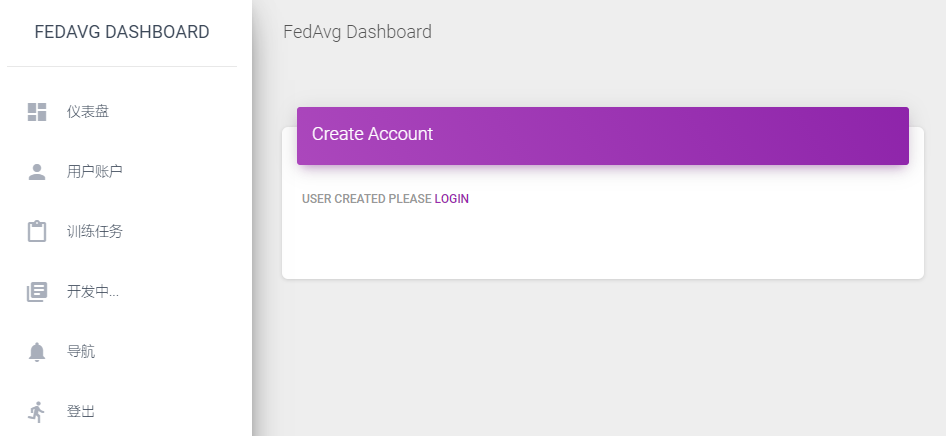 FEDAVG DASHBOARD
仪表盘
用户账户
训练任务
开发中...
导航
登出
FedAvg Dashboard
Create Account
USER CREATED PLEASE LOGIN